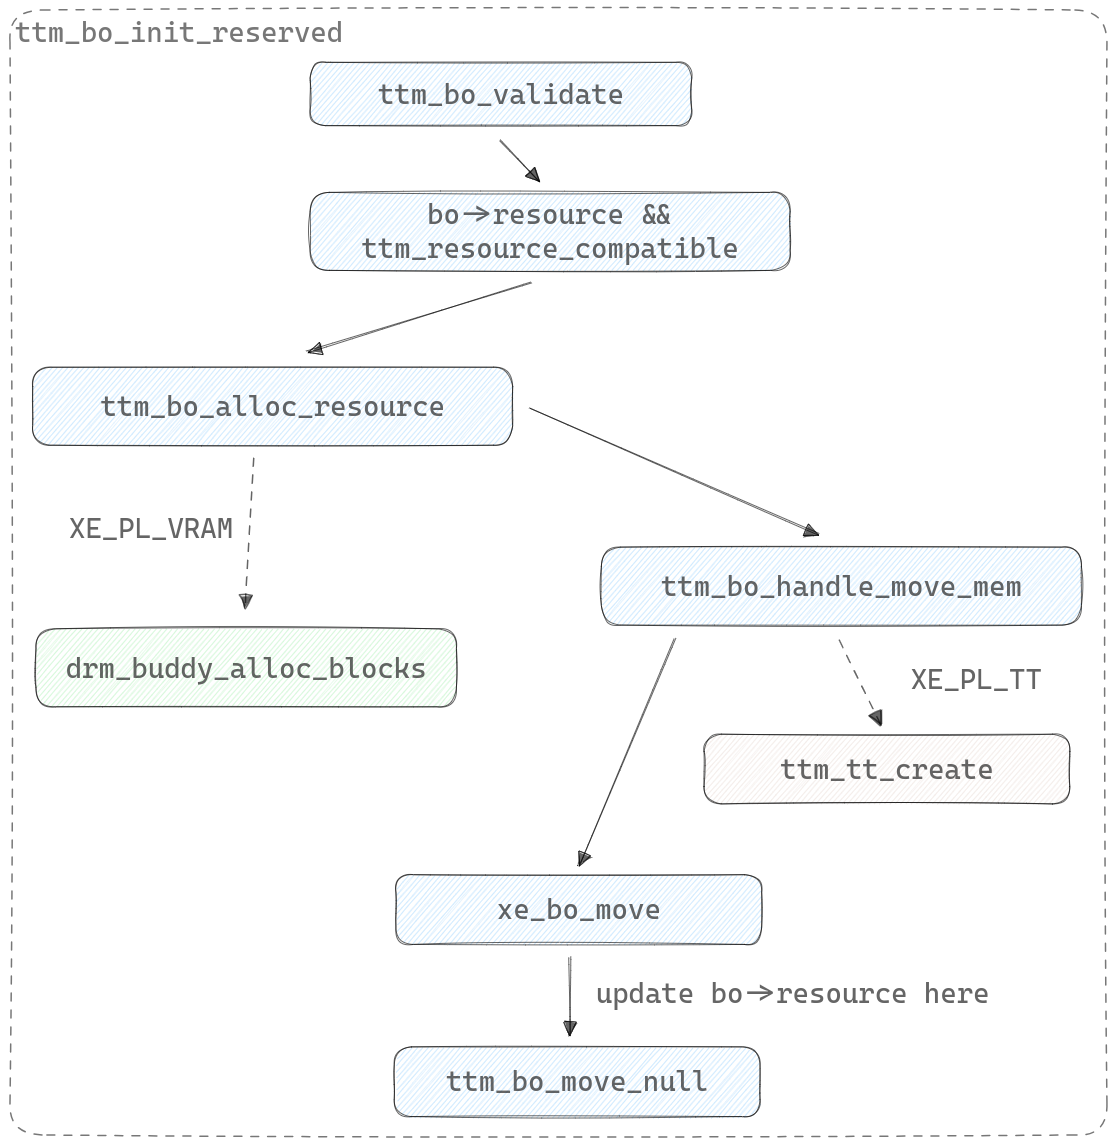 ttm_bo_init_reserved
ttm_bo_validate
bo->resource &&
ttm_resource_compatible
ttm_bo_alloc_resource
XE_PL_VRAM
ttm_bo_handle_move_mem
drm_buddy_alloc_blocks
XE_PL_TT
ttm_tt_create
xe_bo_move
update bo->resource here
ttm_bo_move_null